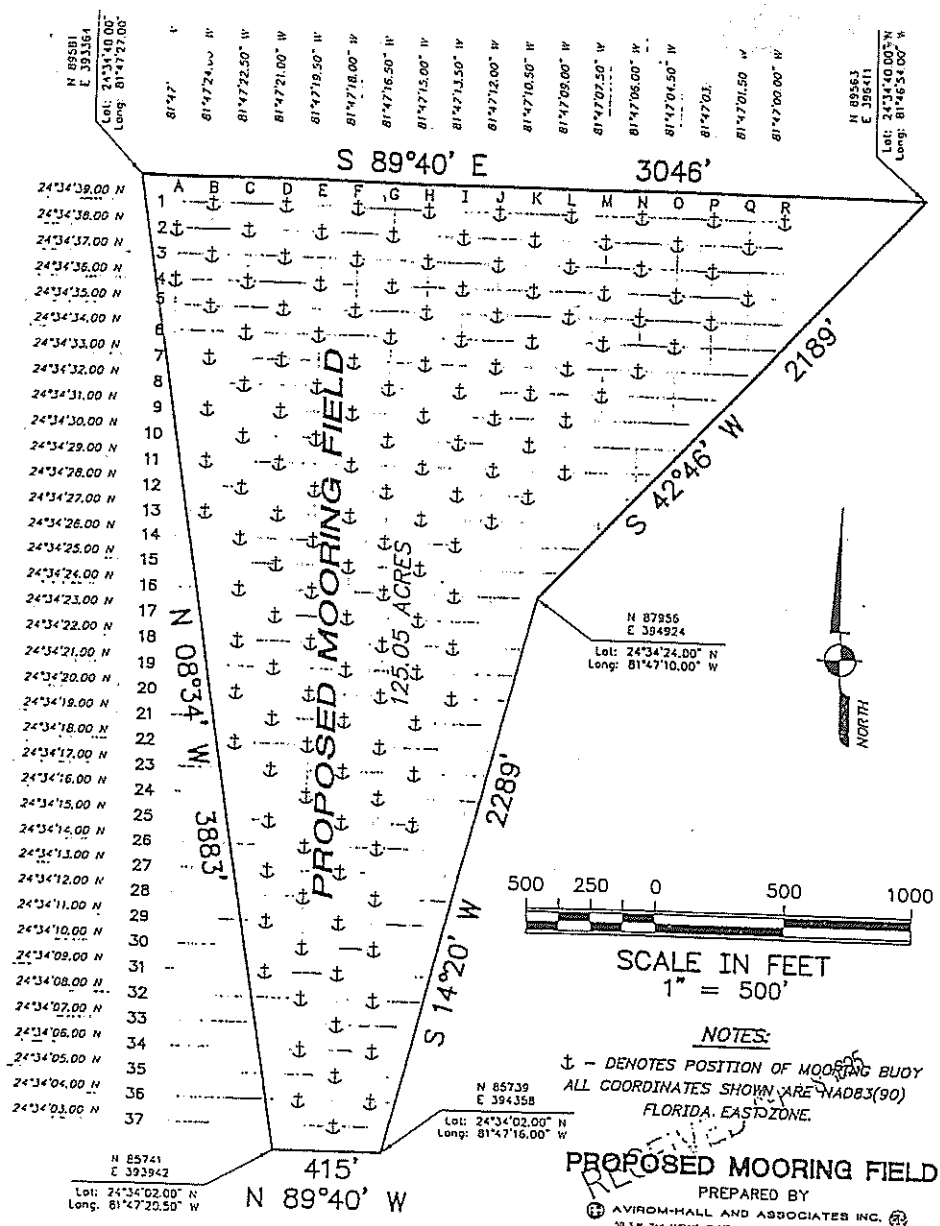 N 89581
E 393364
Lat: 24°34'40.00"
Long: 81°47'27.00"
81°47'
81°47'24.00 W
81°47'22.50" W
81°47'21.00" W
81°47'19.50" W
81°47'18.00" W
81°47'16.50" W
81°47'15.00" W
81°47'13.50" W
81°47'12.00" W
81°47'10.50" W
81°47'09.00" W
81°47'07.50" W
81°47'06.00" W
81°47'04.50" W
81°47'03.
81°47'01.50 W
81°47'00.00" W
N 89563
E 396411
Lat: 24°34'40.00" N
Long: 81°46'54.00" W
S 89°40' E 3046'
A B C D E F G H I J K L M N O P Q R
24°34'39.00 N
1
24°34'38.00 N
2
24°34'37.00 N
3
24°34'36.00 N
4
24°34'35.00 N
5
24°34'34.00 N
6
24°34'33.00 N
7
24°34'32.00 N
8
24°34'31.00 N
9
24°34'30.00 N
10
24°34'29.00 N
11
24°34'28.00 N
12
24°34'27.00 N
13
24°34'26.00 N
14
24°34'25.00 N
15
24°34'24.00 N
16
24°34'23.00 N
17
24°34'22.00 N
18
24°34'21.00 N
19
24°34'20.00 N
20
24°34'19.00 N
21
24°34'18.00 N
22
24°34'17.00 N
23
24°34'16.00 N
24
24°34'15.00 N
25
24°34'14.00 N
26
24°34'13.00 N
27
24°34'12.00 N
28
24°34'11.00 N
29
24°34'10.00 N
30
24°34'09.00 N
31
24°34'08.00 N
32
24°34'07.00 N
33
24°34'06.00 N
34
24°34'05.00 N
35
24°34'04.00 N
36
24°34'03.00 N
37
PROPOSED MOORING FIELD
125.05 ACRES
N 08°34' W 3883'
S 42°46' W 2189'
S 14°20' W 2289'
N 87956
E 394924
Lat: 24°34'24.00" N
Long: 81°47'10.00" W
NORTH
500 250 0 500 1000
SCALE IN FEET
1" = 500'
NOTES:
⚓ - DENOTES POSITION OF MOORING BUOY
ALL COORDINATES SHOWN ARE NAD83(90)
FLORIDA. EAST ZONE.
RECEIVED
N 85739
E 394358
Lat: 24°34'02.00" N
Long: 81°47'16.00" W
N 85741
E 393942
Lat: 24°34'02.00" N
Long: 81°47'20.50" W
415'
N 89°40' W
PROPOSED MOORING FIELD
PREPARED BY
AVIROM-HALL AND ASSOCIATES INC.